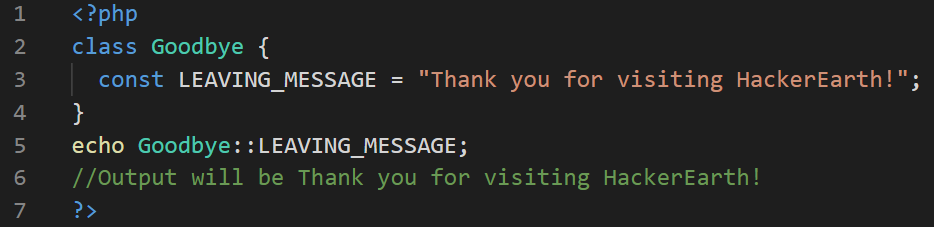 1 <?php
2 class Goodbye {
3 const LEAVING_MESSAGE = "Thank you for visiting HackerEarth!";
4 }
5 echo Goodbye::LEAVING_MESSAGE;
6 //Output will be Thank you for visiting HackerEarth!
7 ?>